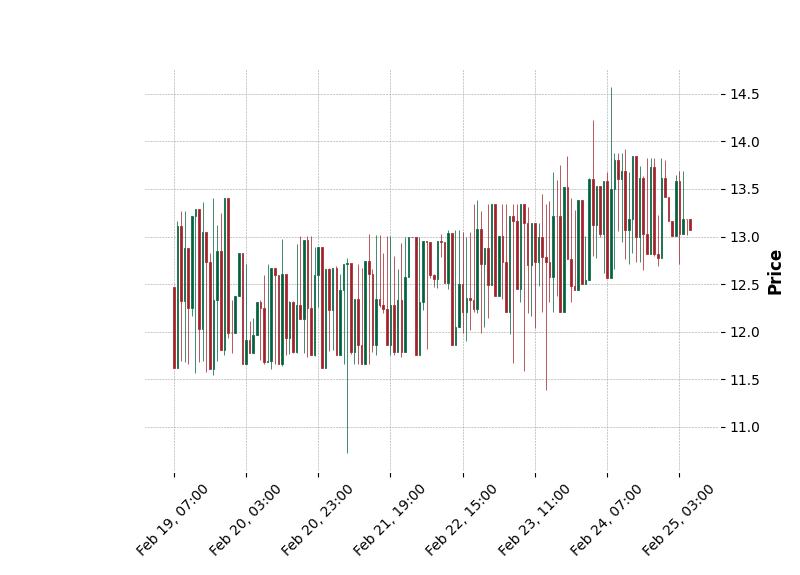 14.5
14.0
13.5
13.0
12.5
12.0
11.5
11.0
Price
Feb 19, 07:00
Feb 20, 03:00
Feb 20, 23:00
Feb 21, 19:00
Feb 22, 15:00
Feb 23, 11:00
Feb 24, 07:00
Feb 25, 03:00